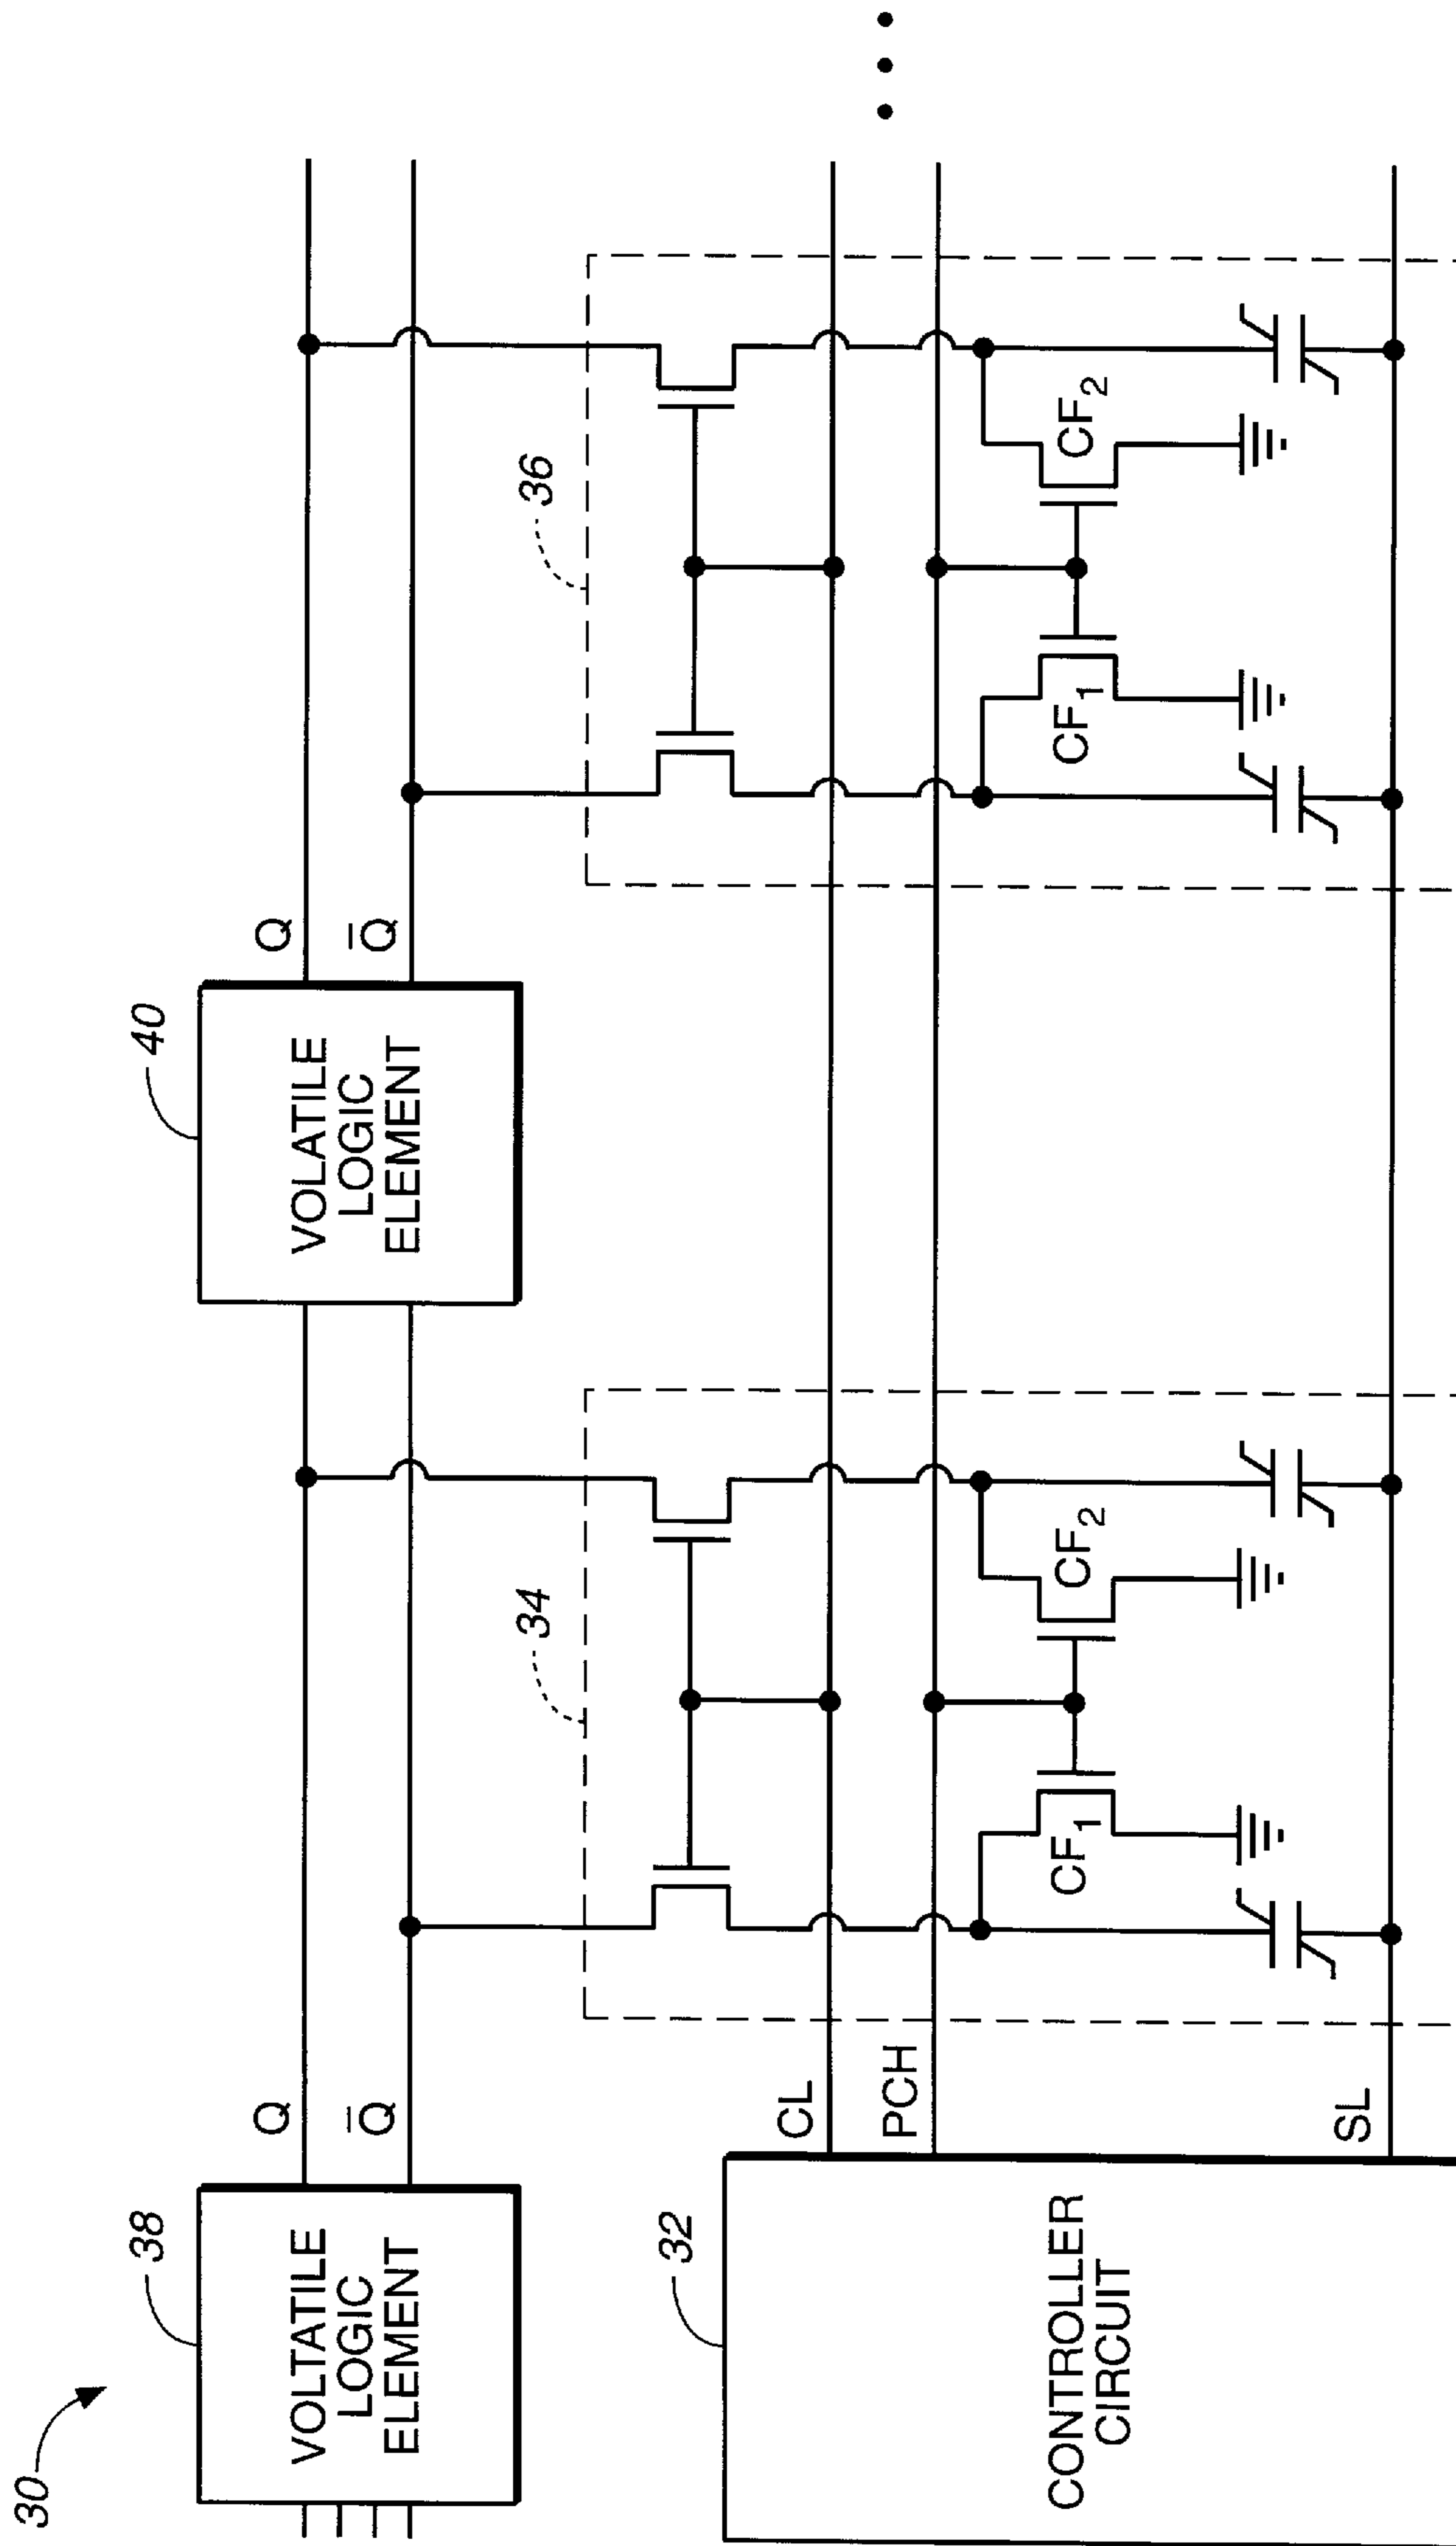 30
38
VOLTATILE
LOGIC
ELEMENT
Q
Q̅
40
VOLATILE
LOGIC
ELEMENT
Q
Q̅
32
CONTROLLER
CIRCUIT
CL
PCH
SL
34
CF₁
CF₂
36
CF₁
CF₂